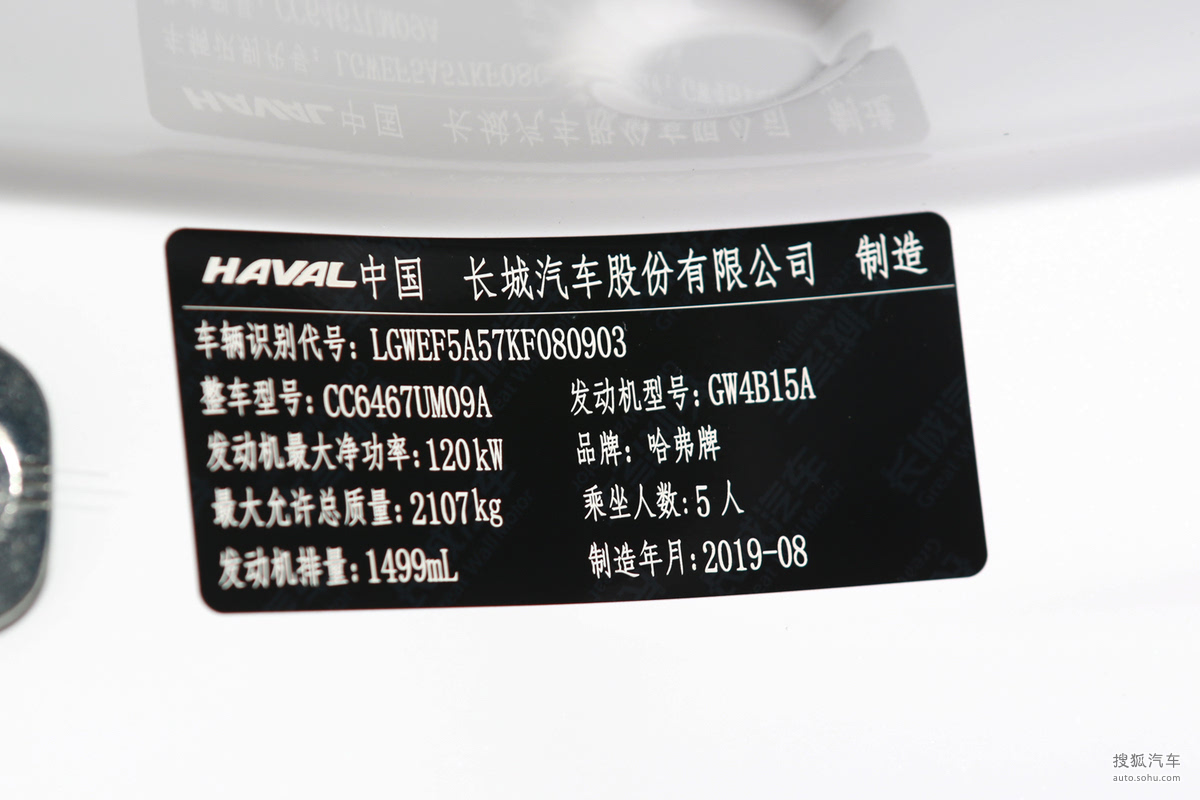 HAVAL中国 长城汽车股份有限公司 制造
车辆识别代号: LGWEF5A57KF080903
整车型号: CC6467UM09A 发动机型号: GW4B15A
发动机最大净功率: 120kW 品牌: 哈弗牌
最大允许总质量: 2107kg 乘坐人数: 5 人
发动机排量: 1499mL 制造年月: 2019-08
搜狐汽车
auto.sohu.com